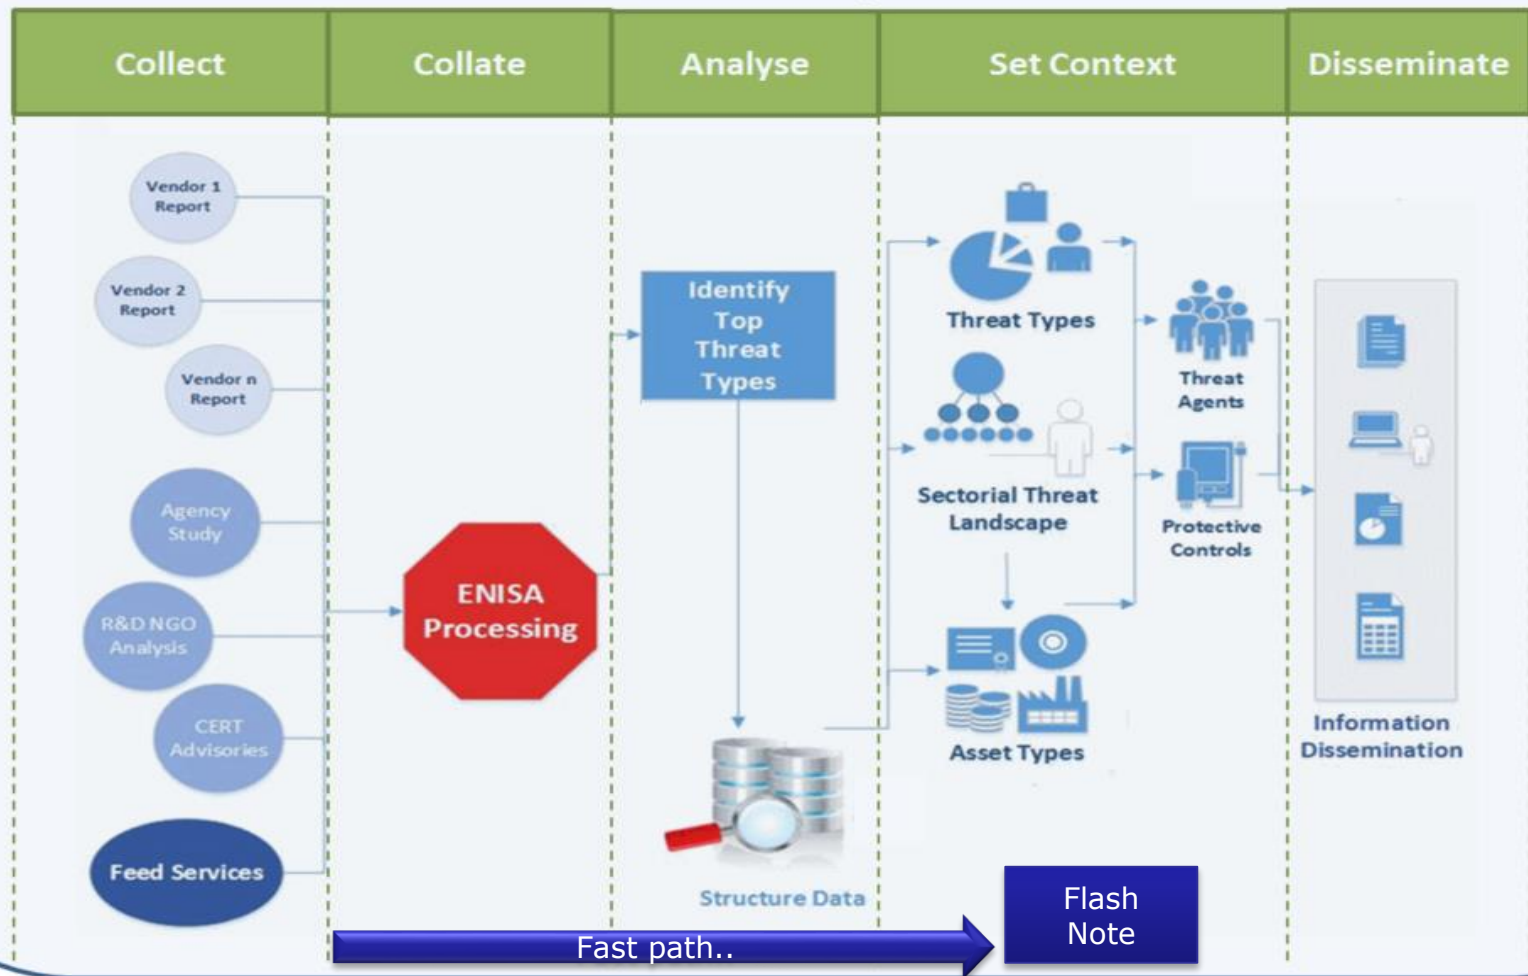 Collect
Collate
Analyse
Set Context
Disseminate
Vendor 1
Report
Vendor 2
Report
Vendor n
Report
Agency
Study
R&D NGO
Analysis
CERT
Advisories
Feed Services
ENISA
Processing
Identify
Top
Threat
Types
Structure Data
Threat Types
Sectorial Threat
Landscape
Asset Types
Threat
Agents
Protective
Controls
Information
Dissemination
Fast path..
Flash
Note